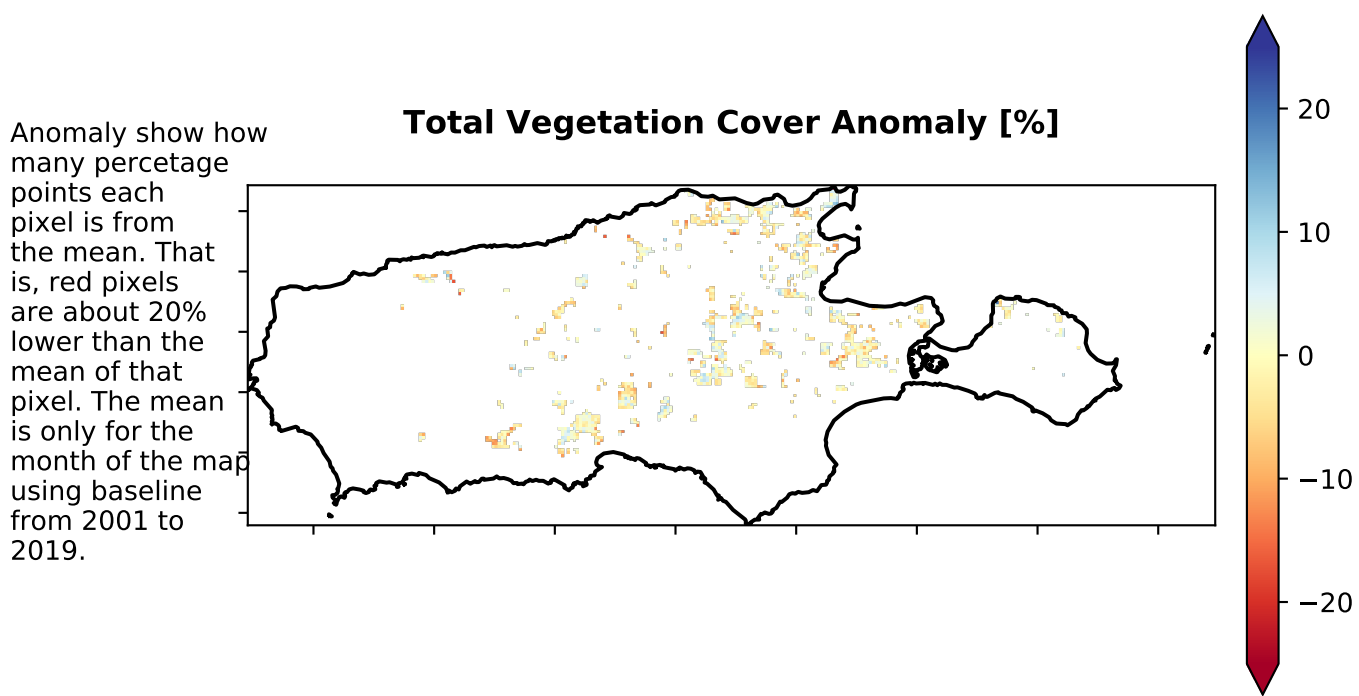 Total Vegetation Cover Anomaly [%]
Anomaly show how
many percetage
points each
pixel is from
the mean. That
is, red pixels
are about 20%
lower than the
mean of that
pixel. The mean
is only for the
month of the map
using baseline
from 2001 to
2019.
20
10
0
−10
−20